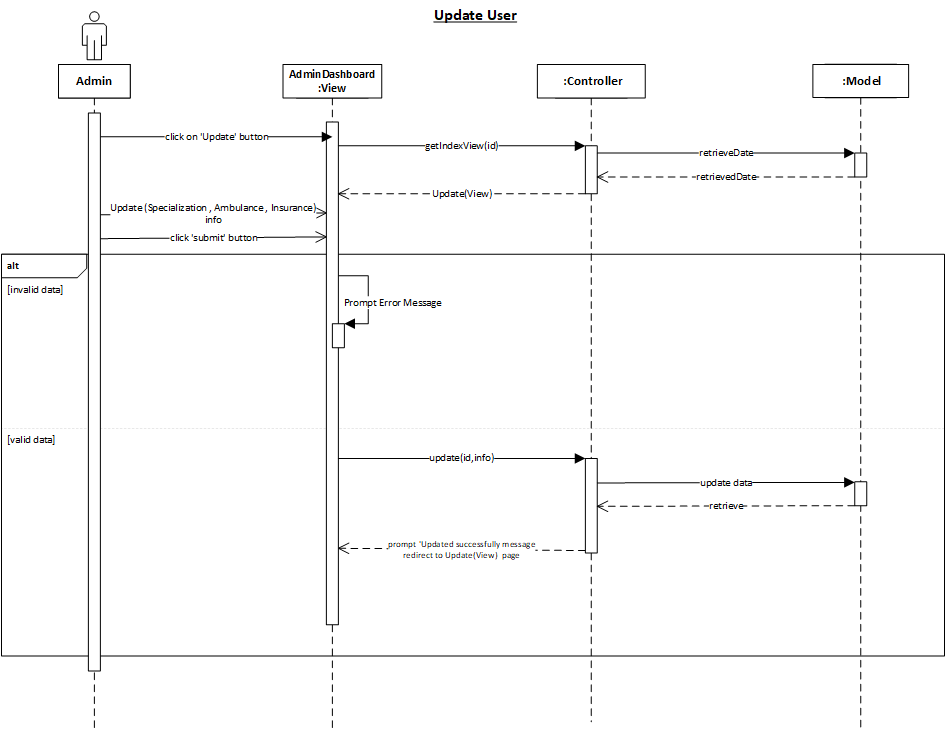 Update User
Admin
AdminDashboard
:View
:Controller
:Model
click on 'Update' button
getIndexView(id)
retrieveDate
retrievedDate
Update(View)
Update (Specialization , Ambulance , Insurance)
info
click 'submit' button
alt
[invalid data]
Prompt Error Message
[valid data]
update(id,info)
update data
retrieve
prompt 'Updated successfully message
redirect to Update(View) page